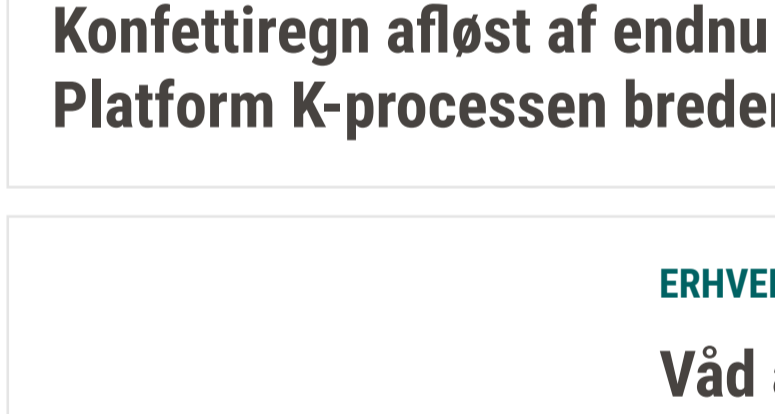 Konfettiregn afløst af endnu
Platform K-processen breder
ERHVE
Våd